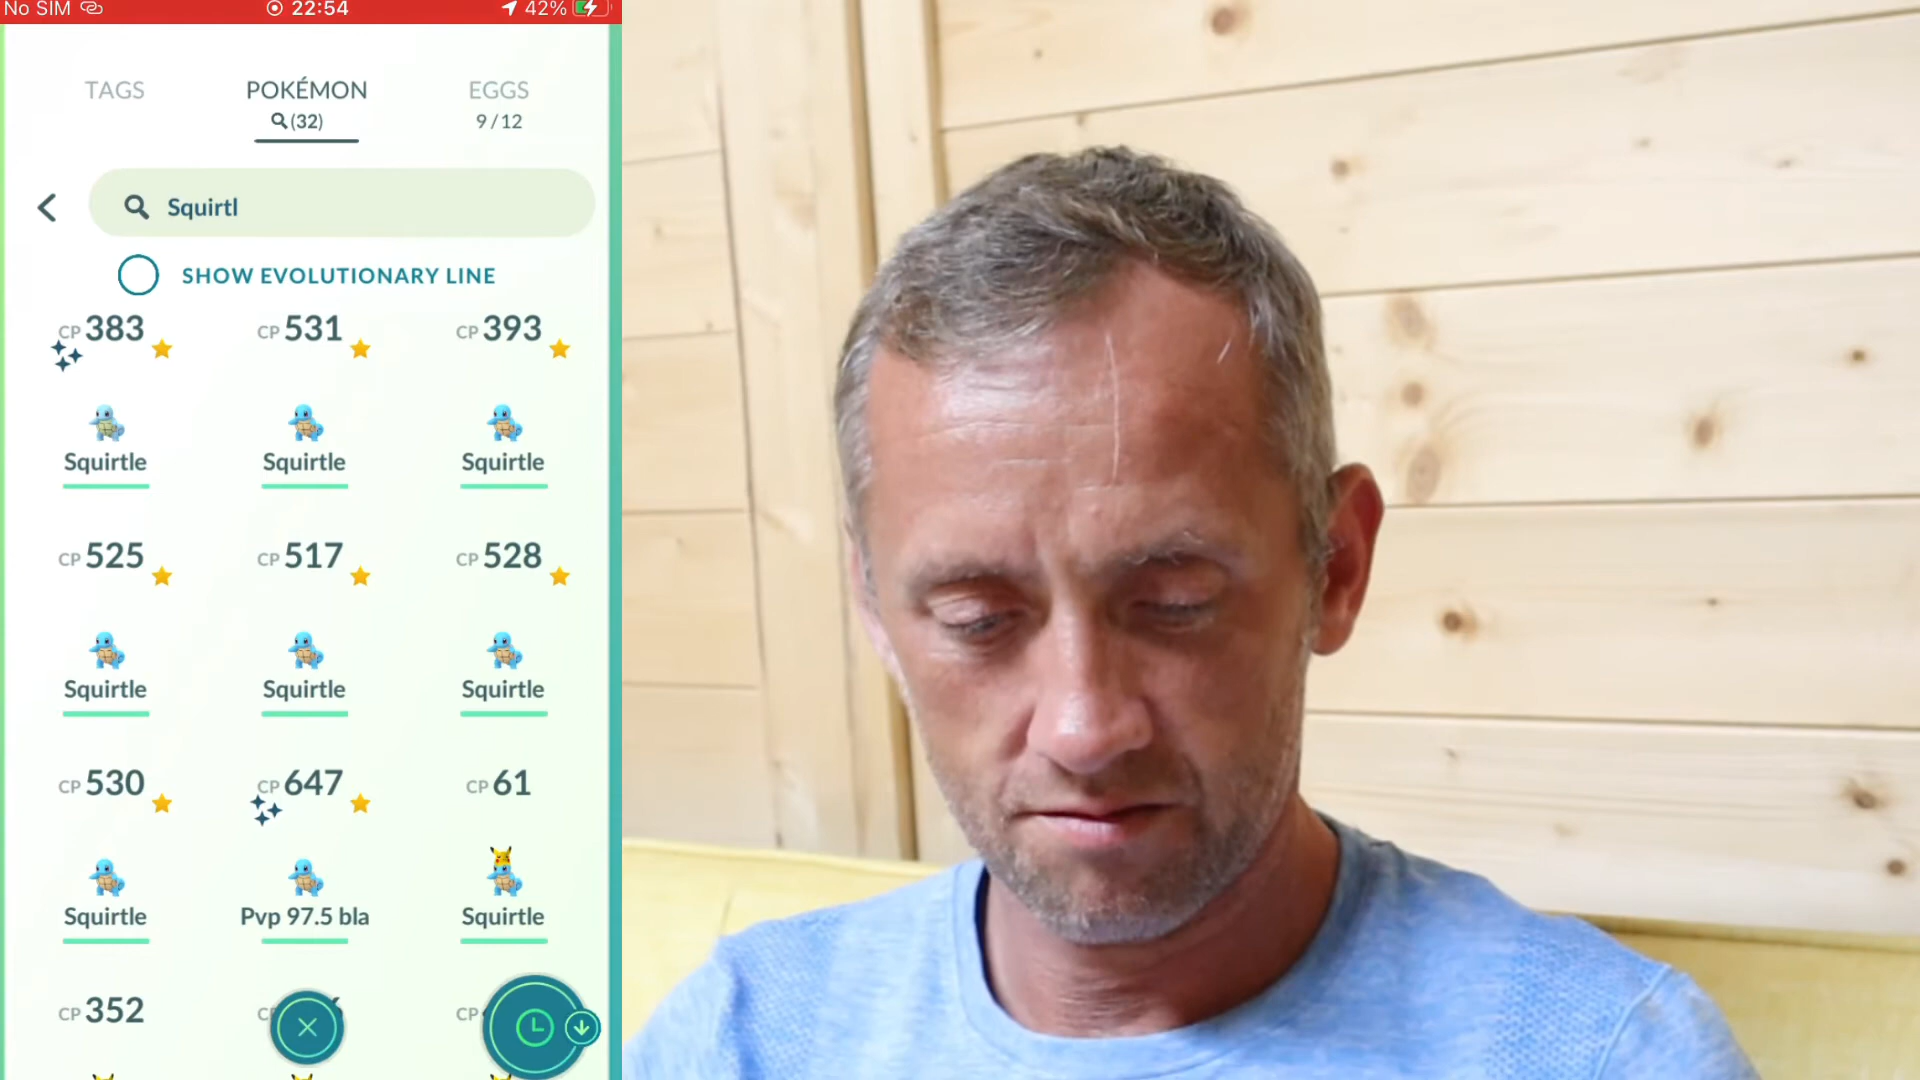 No SIM 22:54 42%
TAGS POKÉMON EGGS
(32) 9 / 12
Squirtl
SHOW EVOLUTIONARY LINE
CP 383 CP 531 CP 393
Squirtle Squirtle Squirtle
CP 525 CP 517 CP 528
Squirtle Squirtle Squirtle
CP 530 CP 647 CP 61
Squirtle Pvp 97.5 bla Squirtle
CP 352 CP